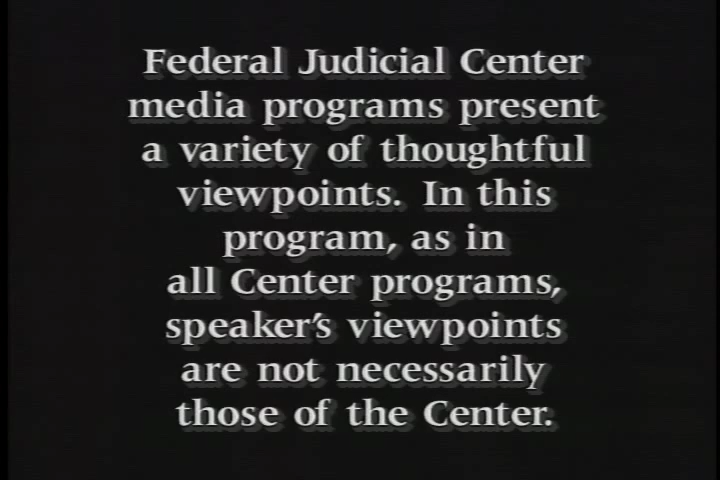 Federal Judicial Center
media programs present
a variety of thoughtful
viewpoints. In this
program, as in
all Center programs,
speaker's viewpoints
are not necessarily
those of the Center.